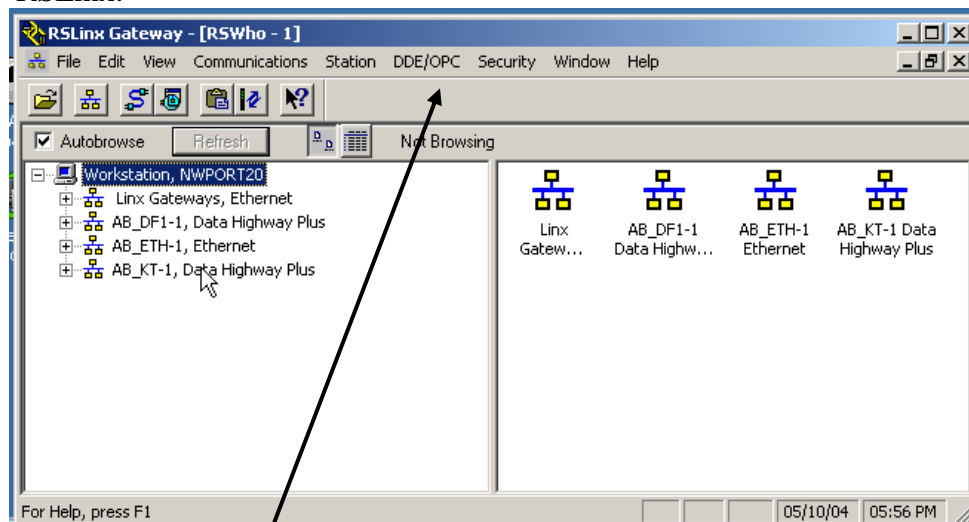 RSLinx Gateway - [RSWho - 1]
File Edit View Communications Station DDE/OPC Security Window Help
Autobrowse Refresh Not Browsing
Workstation, NWPORT20
Linx Gateways, Ethernet
AB_DF1-1, Data Highway Plus
AB_ETH-1, Ethernet
AB_KT-1, Data Highway Plus
Linx
Gatew...
AB_DF1-1
Data Highw...
AB_ETH-1
Ethernet
AB_KT-1 Data
Highway Plus
For Help, press F1 05/10/04 05:56 PM